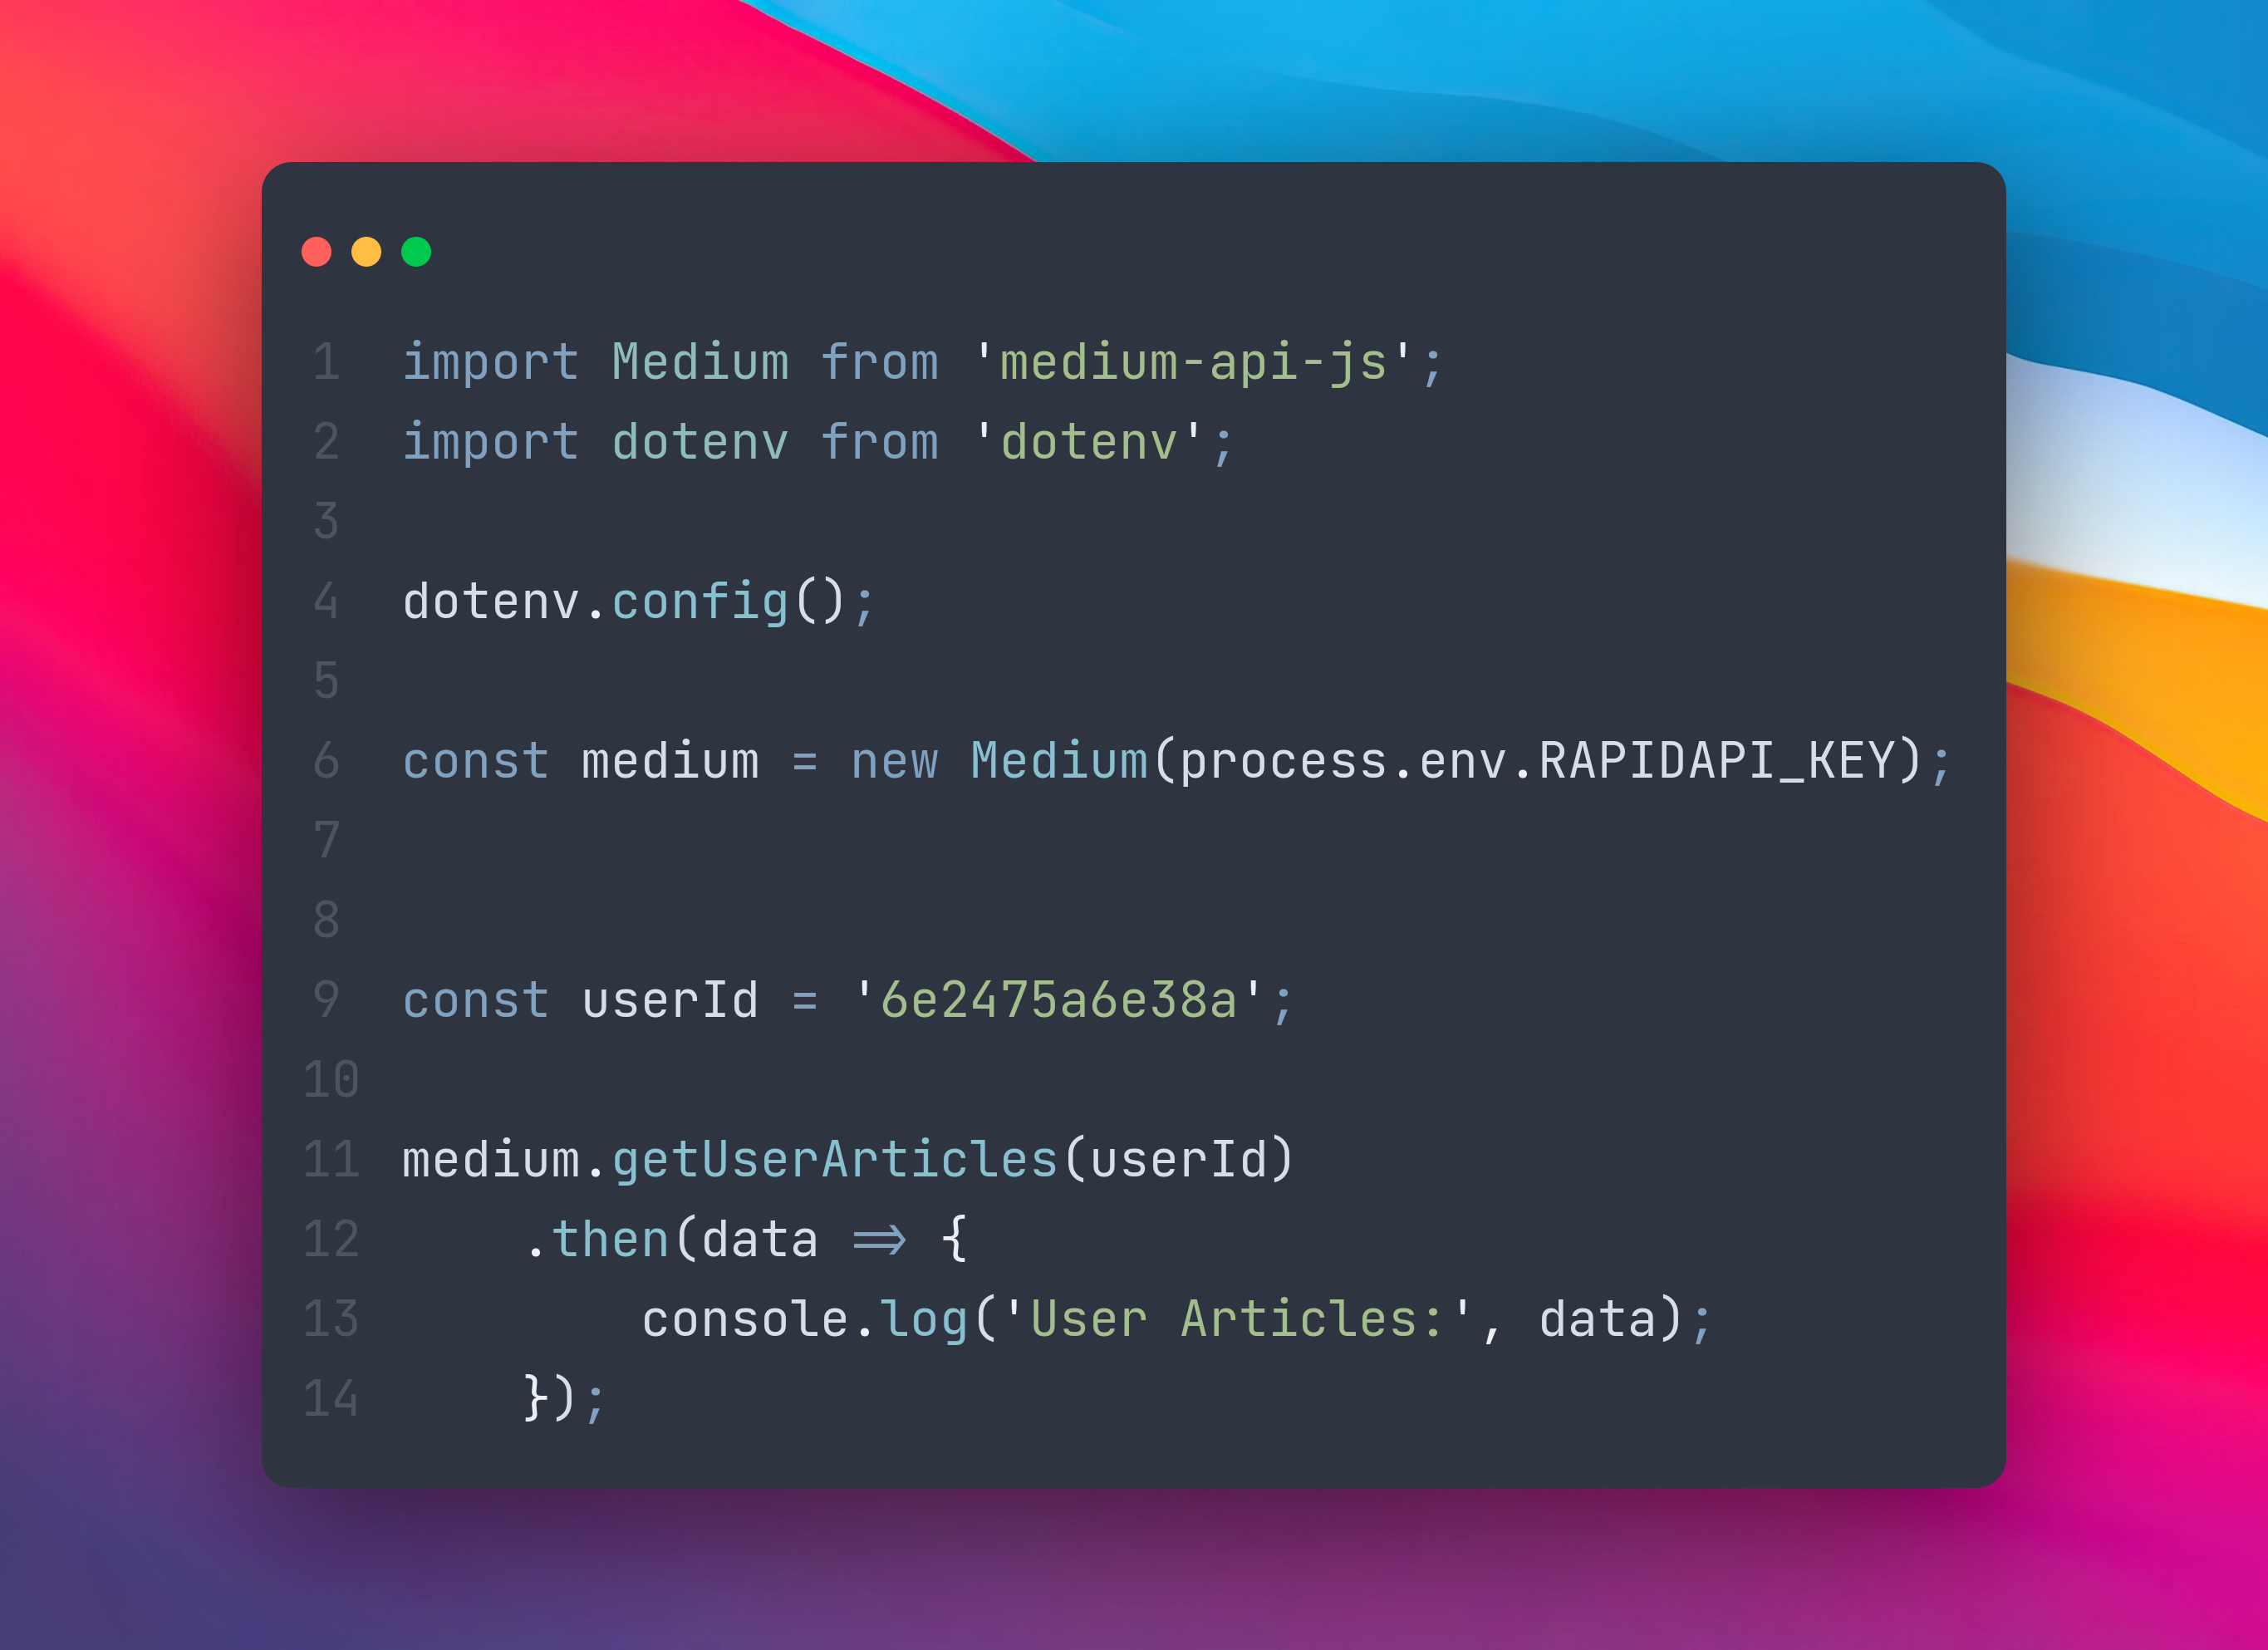 1 import Medium from 'medium-api-js';
2 import dotenv from 'dotenv';
3
4 dotenv.config();
5
6 const medium = new Medium(process.env.RAPIDAPI_KEY);
7
8
9 const userId = '6e2475a6e38a';
10
11 medium.getUserArticles(userId)
12     .then(data => {
13         console.log('User Articles:', data);
14     });